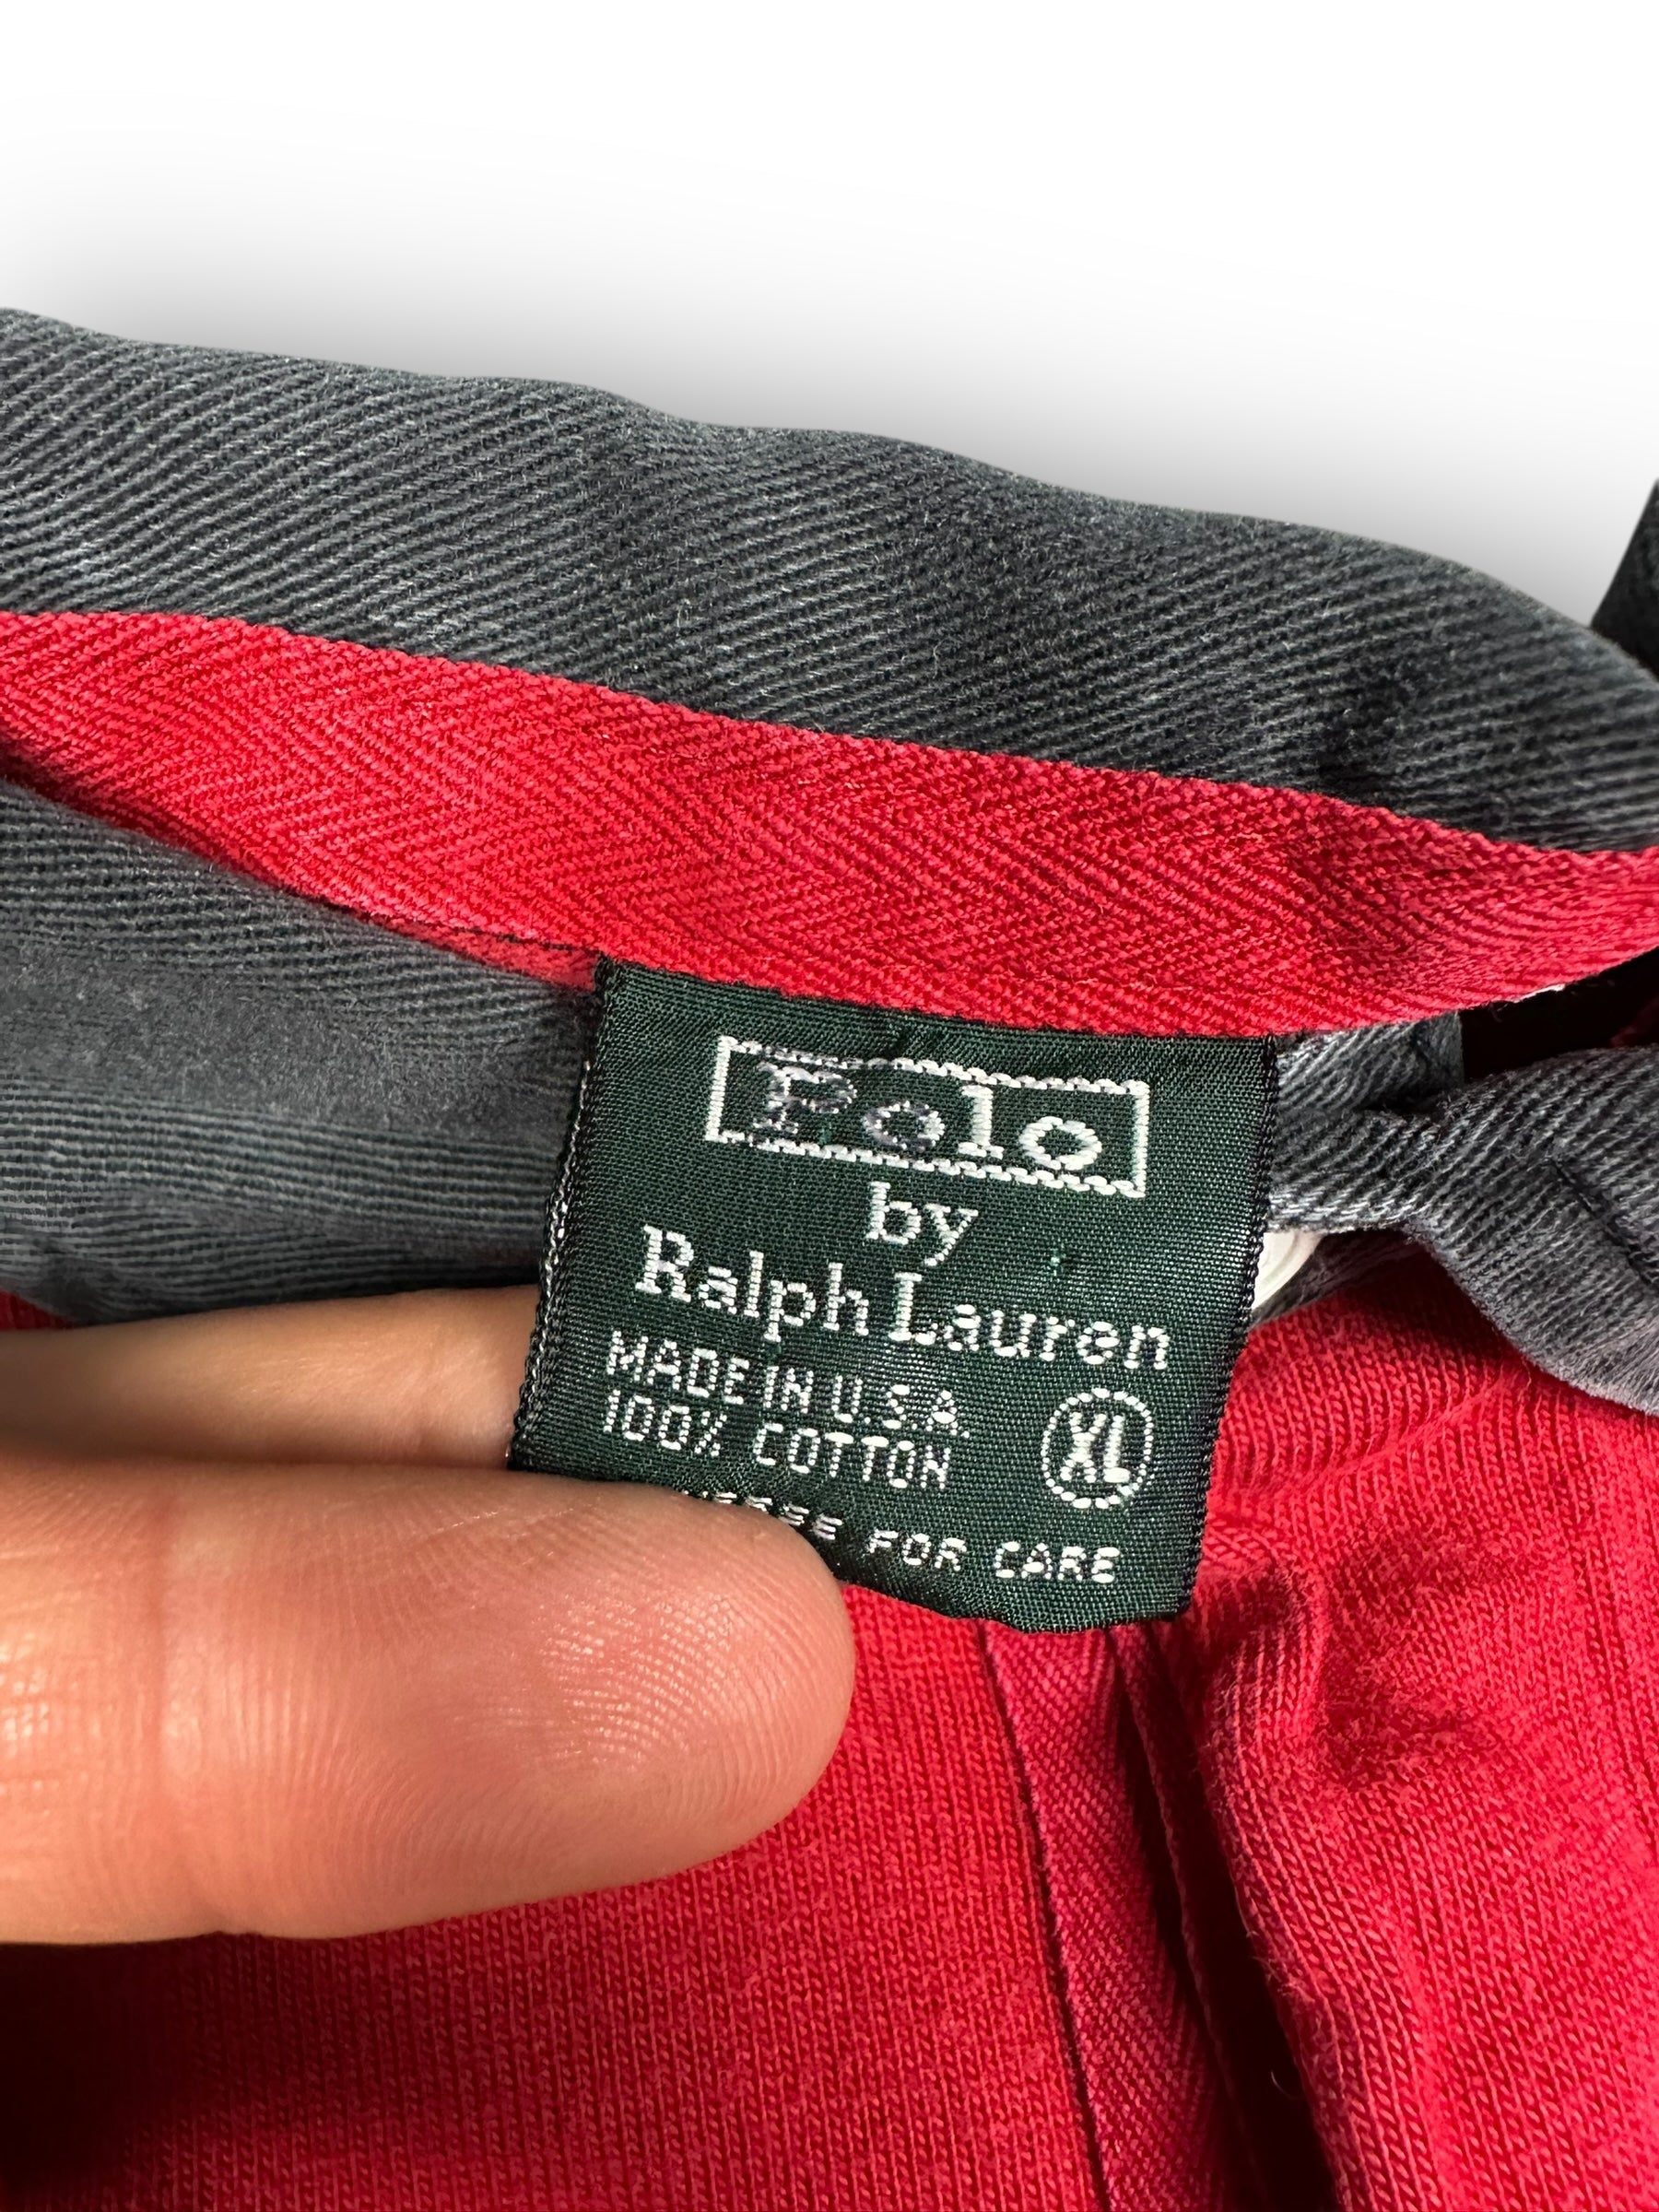 Polo
by
Ralph Lauren
MADE IN U.S.A.
100% COTTON
XL
FOR CARE